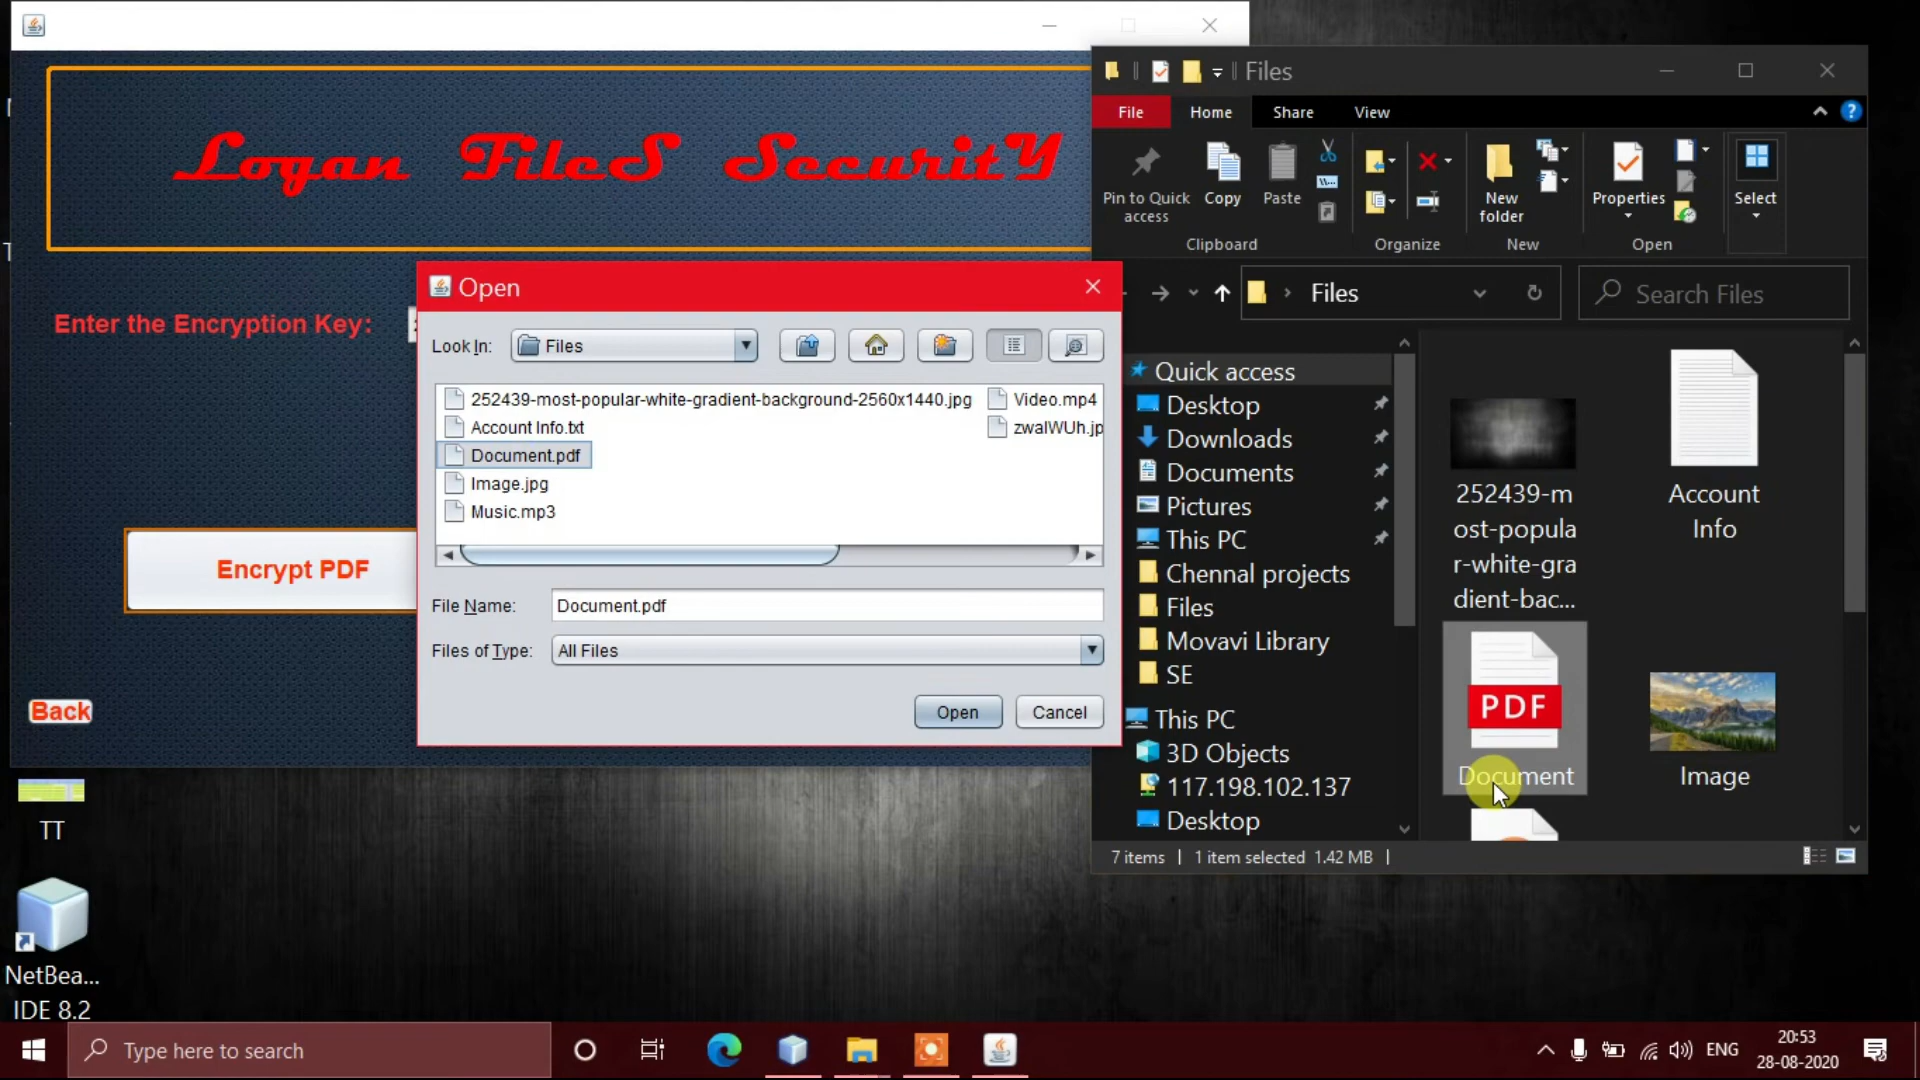 Logan FileS SecuritY
Enter the Encryption Key:
Encrypt PDF
Back
Open
Look In:
Files
252439-most-popular-white-gradient-background-2560x1440.jpg
Account Info.txt
Document.pdf
Image.jpg
Music.mp3
Video.mp4
zwalWUh.jp
File Name:
Document.pdf
Files of Type:
All Files
Open
Cancel
Files
File
Home
Share
View
Pin to Quick
access
Copy
Paste
New
folder
Properties
Select
Clipboard
Organize
New
Open
Files
Search Files
Quick access
Desktop
Downloads
Documents
Pictures
This PC
Chennal projects
Files
Movavi Library
SE
This PC
3D Objects
117.198.102.137
Desktop
252439-m
ost-popula
r-white-gra
dient-bac...
Account
Info
PDF
Document
Image
7 items
1 item selected 1.42 MB
TT
NetBea...
IDE 8.2
Type here to search
ENG
20:53
28-08-2020